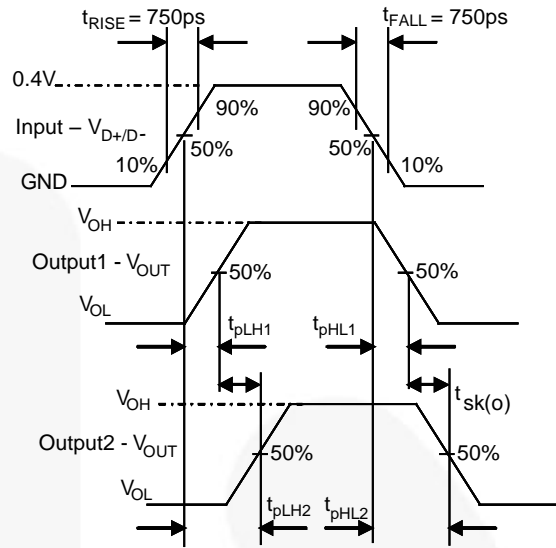 tRISE = 750ps
tFALL = 750ps
0.4V
90%
90%
Input – VD+/D-
50%
50%
10%
10%
GND
VOH
Output1 - VOUT
50%
50%
VOL
tpLH1
tpHL1
tsk(o)
VOH
Output2 - VOUT
50%
50%
VOL
tpLH2
tpHL2